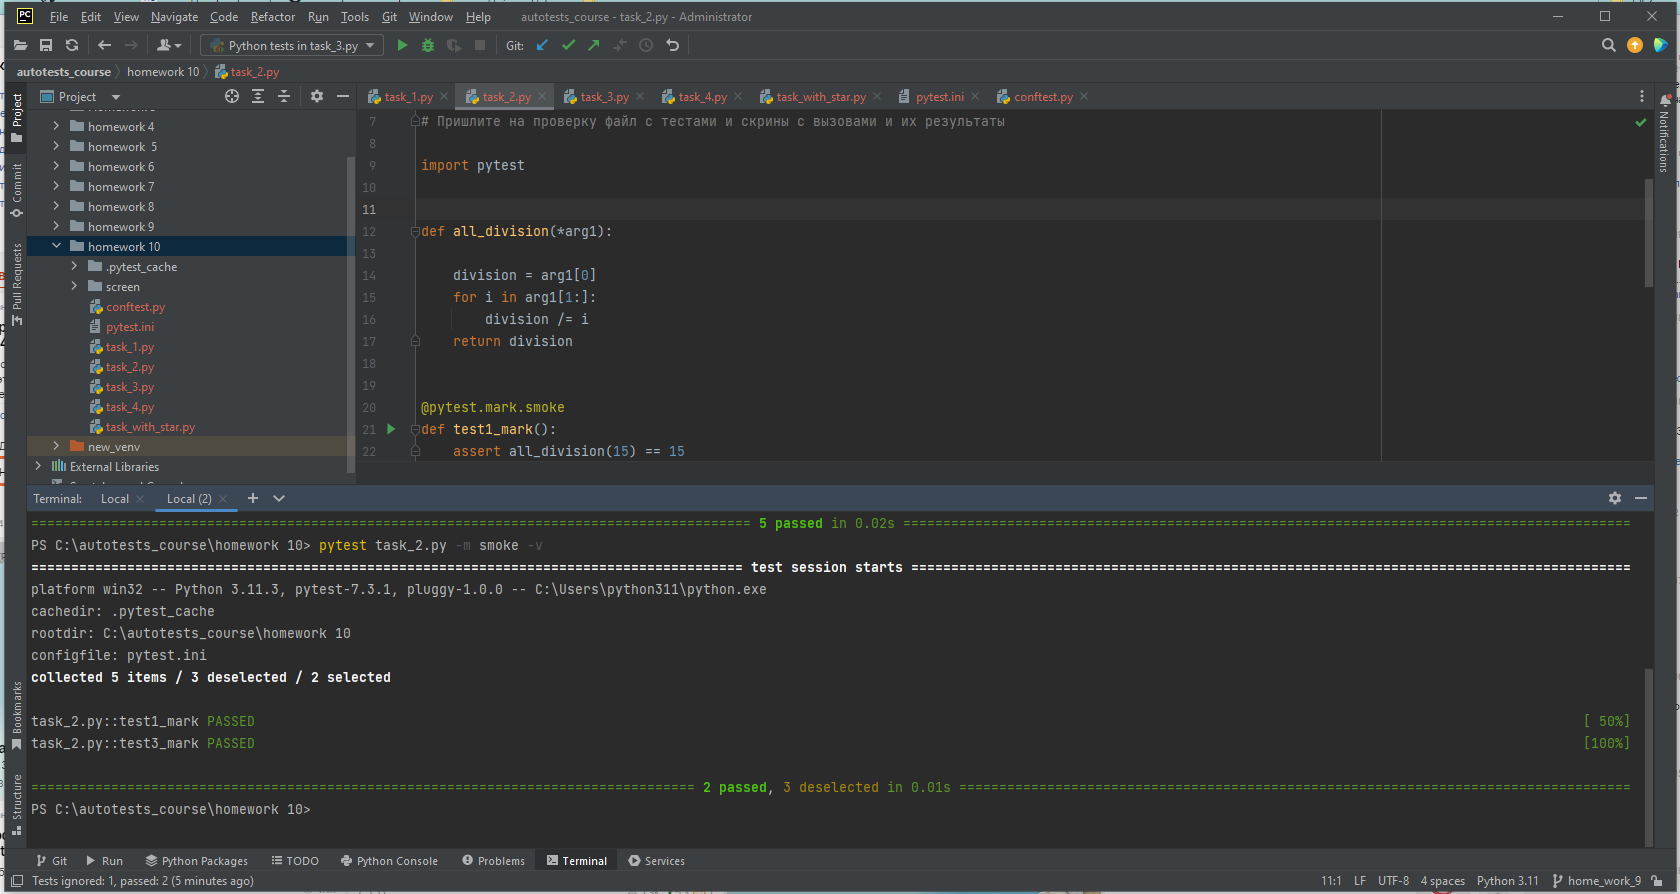 File Edit View Navigate Code Refactor Run Tools Git Window Help autotests_course - task_2.py - Administrator
Python tests in task_3.py Git:
autotests_course homework 10 task_2.py
Project
task_1.py task_2.py task_3.py task_4.py task_with_star.py pytest.ini conftest.py
Project
Commit
Pull Requests
Bookmarks
Structure
Notifications
homework 4
homework 5
homework 6
homework 7
homework 8
homework 9
homework 10
.pytest_cache
screen
conftest.py
pytest.ini
task_1.py
task_2.py
task_3.py
task_4.py
task_with_star.py
new_venv
External Libraries
7 # Пришлите на проверку файл с тестами и скрины с вызовами и их результаты
8
9 import pytest
10
11
12 def all_division(*arg1):
13
14 division = arg1[0]
15 for i in arg1[1:]:
16 division /= i
17 return division
18
19
20 @pytest.mark.smoke
21 def test1_mark():
22 assert all_division(15) == 15
Terminal: Local Local (2)
5 passed in 0.02s
PS C:\autotests_course\homework 10> pytest task_2.py -m smoke -v
test session starts
platform win32 -- Python 3.11.3, pytest-7.3.1, pluggy-1.0.0 -- C:\Users\python311\python.exe
cachedir: .pytest_cache
rootdir: C:\autotests_course\homework 10
configfile: pytest.ini
collected 5 items / 3 deselected / 2 selected
task_2.py::test1_mark PASSED [ 50%]
task_2.py::test3_mark PASSED [100%]
2 passed, 3 deselected in 0.01s
PS C:\autotests_course\homework 10>
Git Run Python Packages TODO Python Console Problems Terminal Services
Tests ignored: 1, passed: 2 (5 minutes ago) 11:1 LF UTF-8 4 spaces Python 3.11 home_work_9